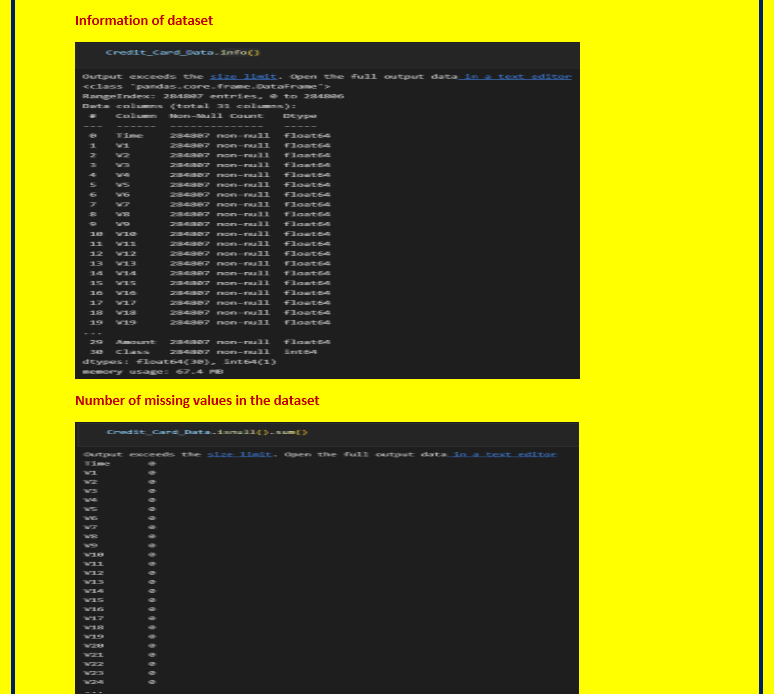 Information of dataset
Credit_Card_Data.info()
Output exceeds the size limit. Open the full output data in a text editor
<class 'pandas.core.frame.DataFrame'>
RangeIndex: 284807 entries, 0 to 284806
Data columns (total 31 columns):
# Column Non-Null Count Dtype
--- ------ -------------- -----
0 Time 284807 non-null float64
1 V1 284807 non-null float64
2 V2 284807 non-null float64
3 V3 284807 non-null float64
4 V4 284807 non-null float64
5 V5 284807 non-null float64
6 V6 284807 non-null float64
7 V7 284807 non-null float64
8 V8 284807 non-null float64
9 V9 284807 non-null float64
10 V10 284807 non-null float64
11 V11 284807 non-null float64
12 V12 284807 non-null float64
13 V13 284807 non-null float64
14 V14 284807 non-null float64
15 V15 284807 non-null float64
16 V16 284807 non-null float64
17 V17 284807 non-null float64
18 V18 284807 non-null float64
19 V19 284807 non-null float64
...
29 Amount 284807 non-null float64
30 Class 284807 non-null int64
dtypes: float64(30), int64(1)
memory usage: 67.4 MB
Number of missing values in the dataset
Credit_Card_Data.isnull().sum()
Output exceeds the size limit. Open the full output data in a text editor
Time 0
V1 0
V2 0
V3 0
V4 0
V5 0
V6 0
V7 0
V8 0
V9 0
V10 0
V11 0
V12 0
V13 0
V14 0
V15 0
V16 0
V17 0
V18 0
V19 0
V20 0
V21 0
V22 0
V23 0
V24 0
...